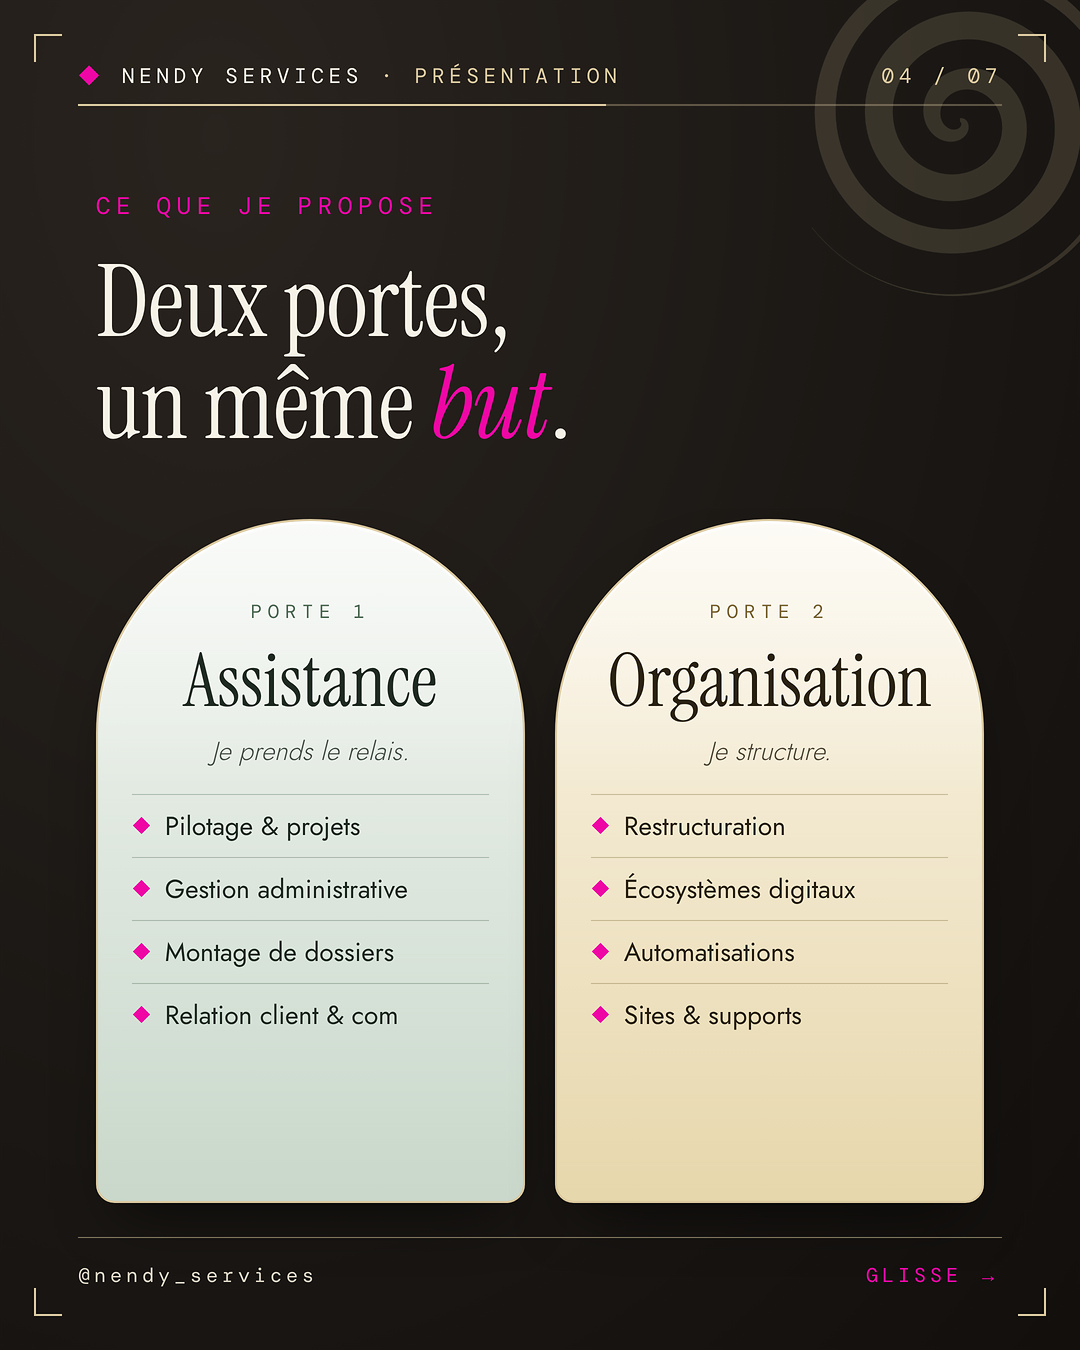 NENDY SERVICES · PRÉSENTATION
04 / 07
CE QUE JE PROPOSE
Deux portes,
un même but.
PORTE 1
Assistance
Je prends le relais.
Pilotage & projets
Gestion administrative
Montage de dossiers
Relation client & com
PORTE 2
Organisation
Je structure.
Restructuration
Écosystèmes digitaux
Automatisations
Sites & supports
@nendy_services
GLISSE →